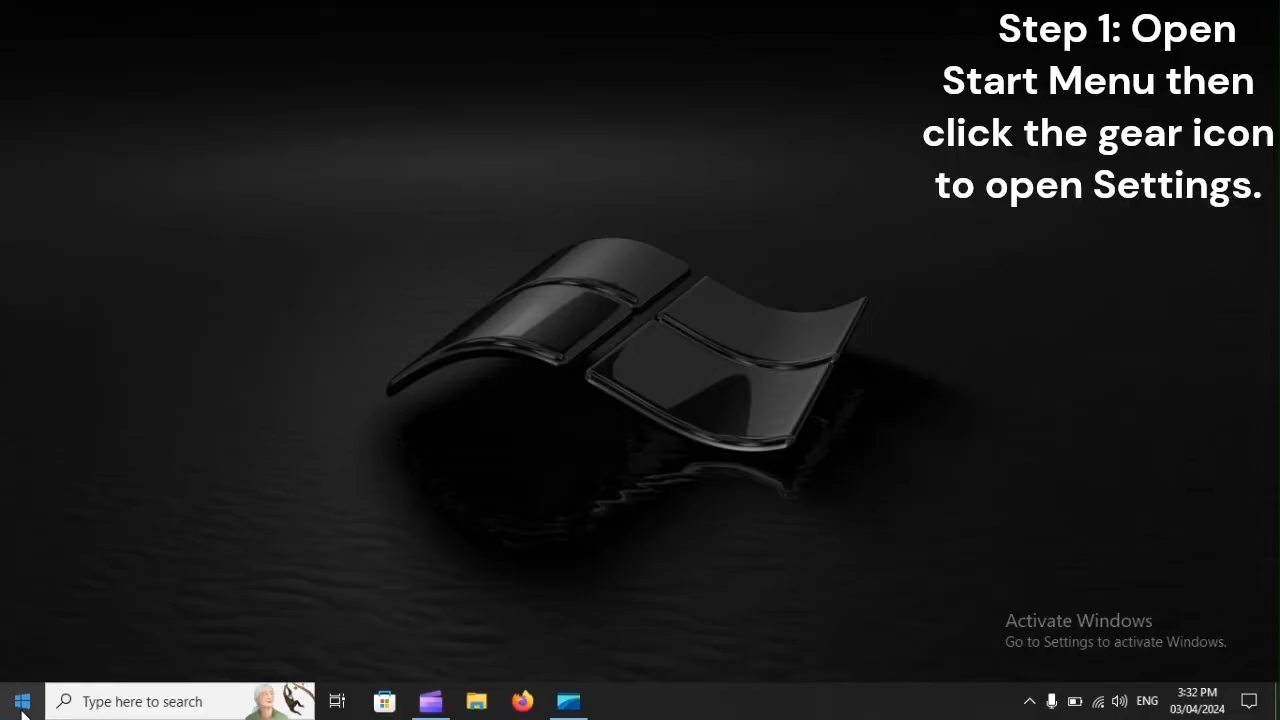 Step 1: Open
Start Menu then
click the gear icon
to open Settings.
Activate Windows
Go to Settings to activate Windows.
Type here to search
ENG
3:32 PM
03/04/2024